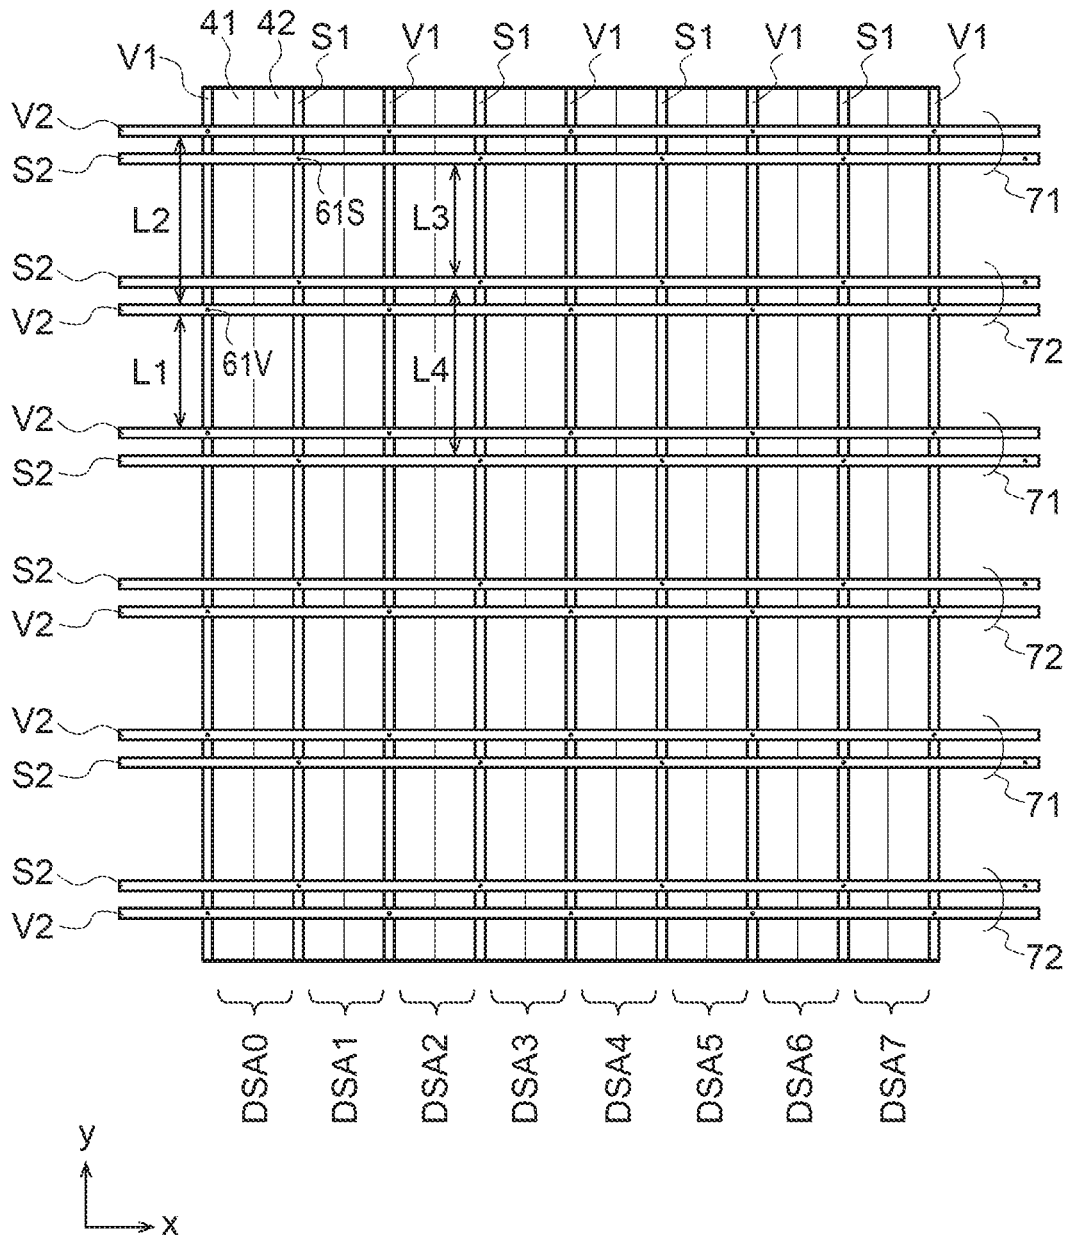 41 42 S1 V1 S1 V1 S1 V1 S1 V1
V1
V2
S2
61S
L2
L3
71
S2
V2
61V
L1
L4
72
V2
S2
71
S2
V2
72
V2
S2
71
S2
V2
72
DSA0 DSA1 DSA2 DSA3 DSA4 DSA5 DSA6 DSA7
y
x